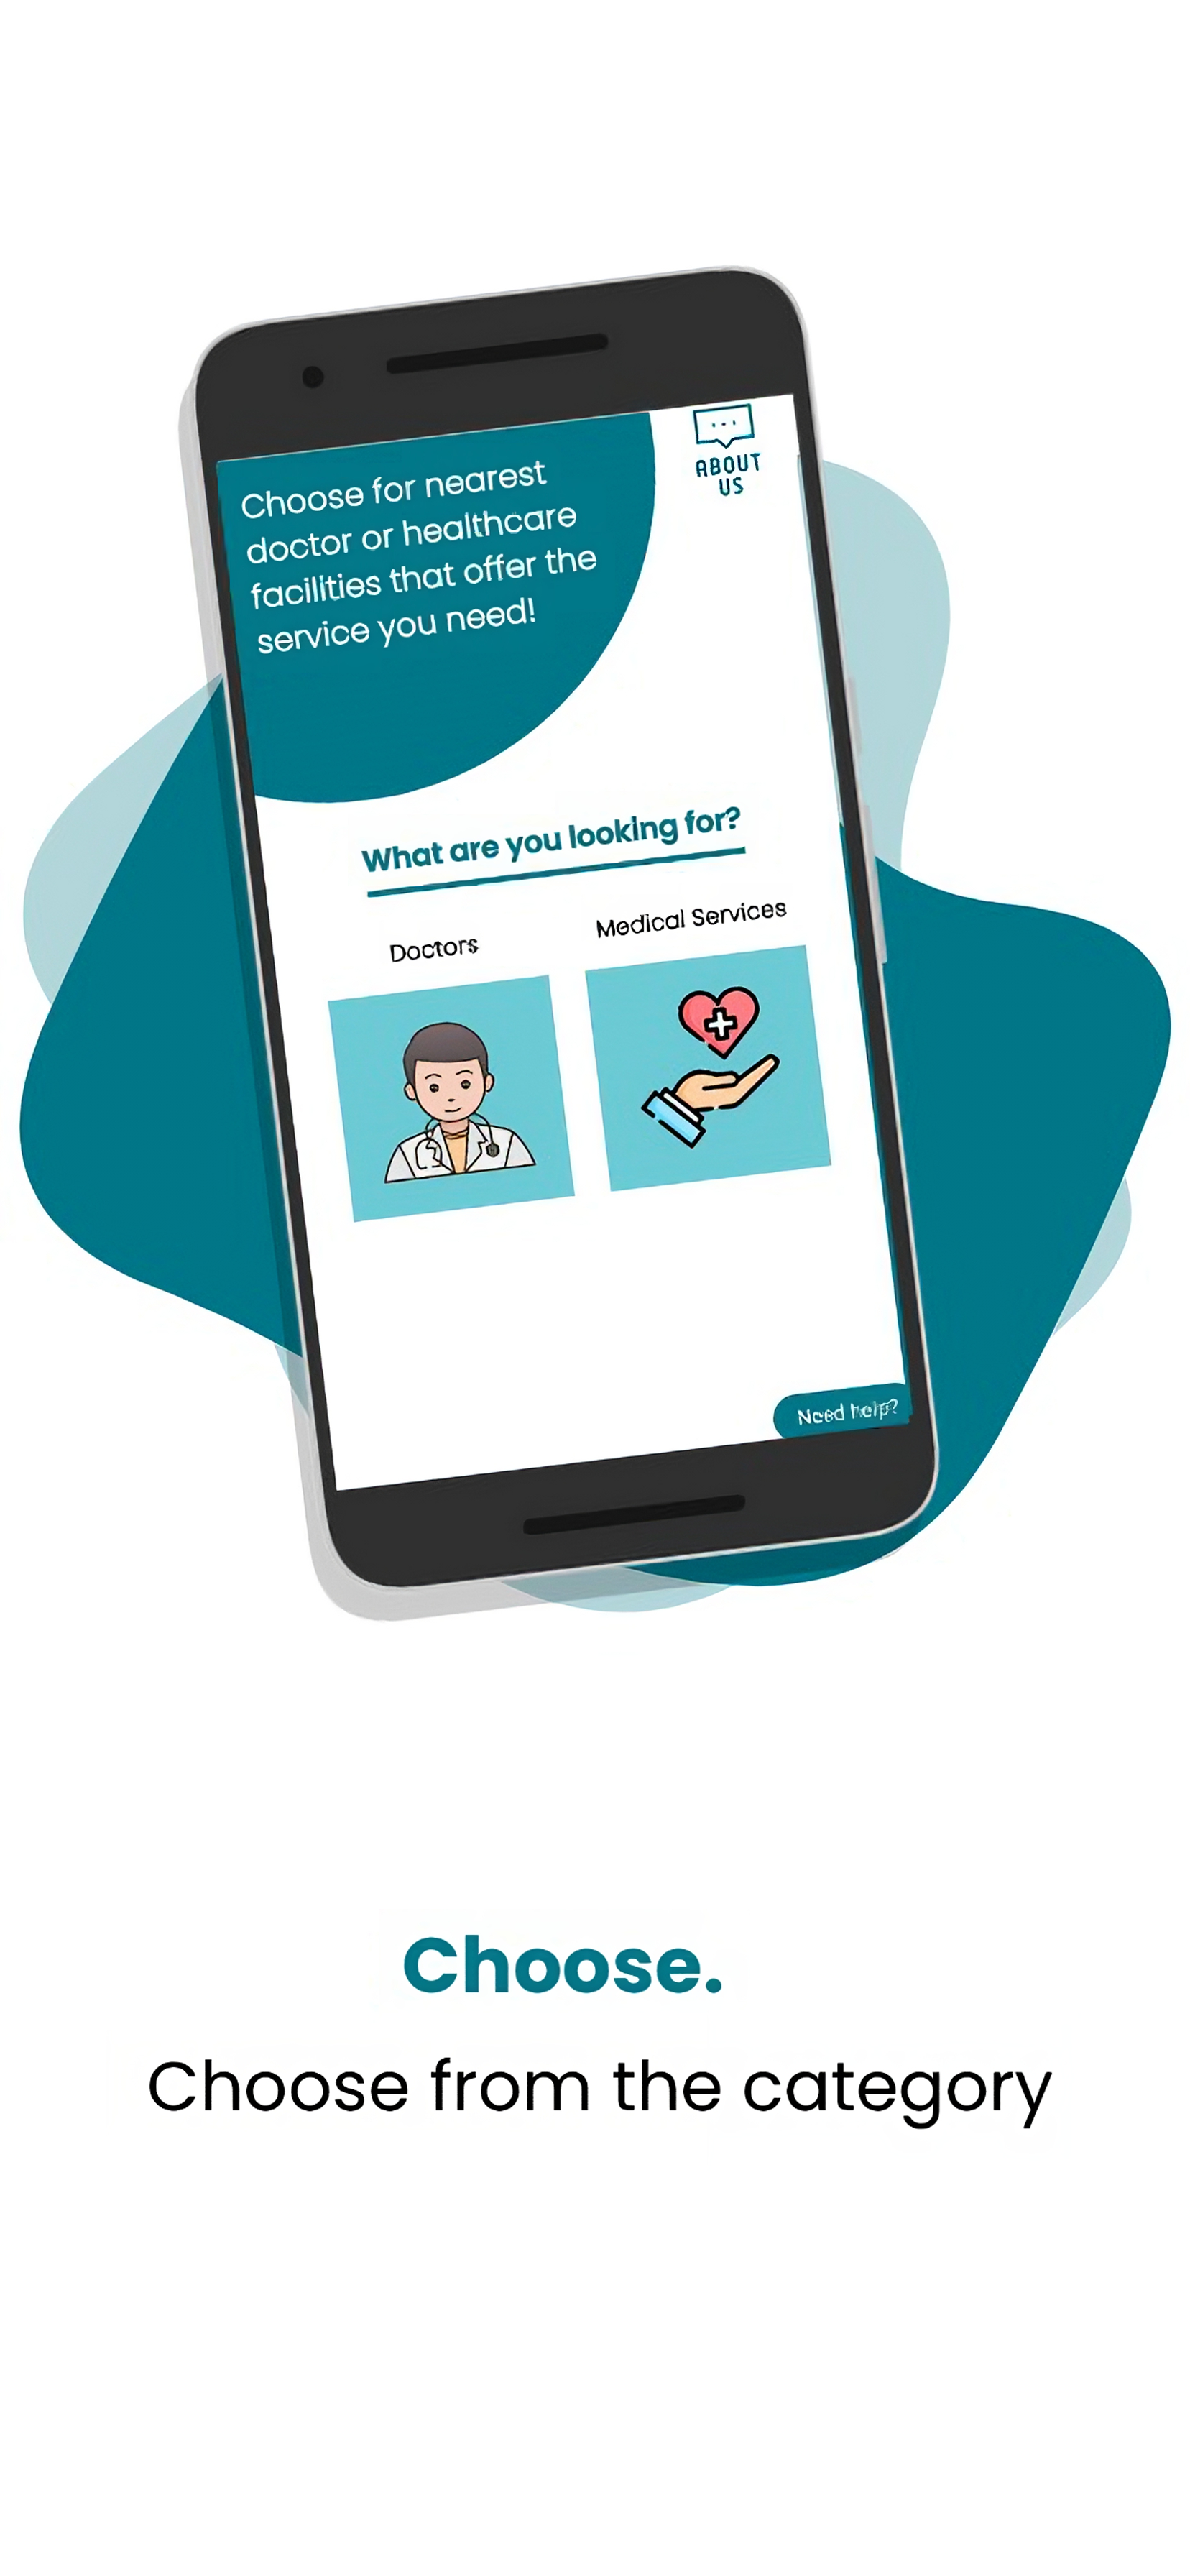 Choose for nearest
doctor or healthcare
facilities that offer the
service you need!
ABOUT
US
What are you looking for?
Doctors
Medical Services
Need help?
Choose.
Choose from the category